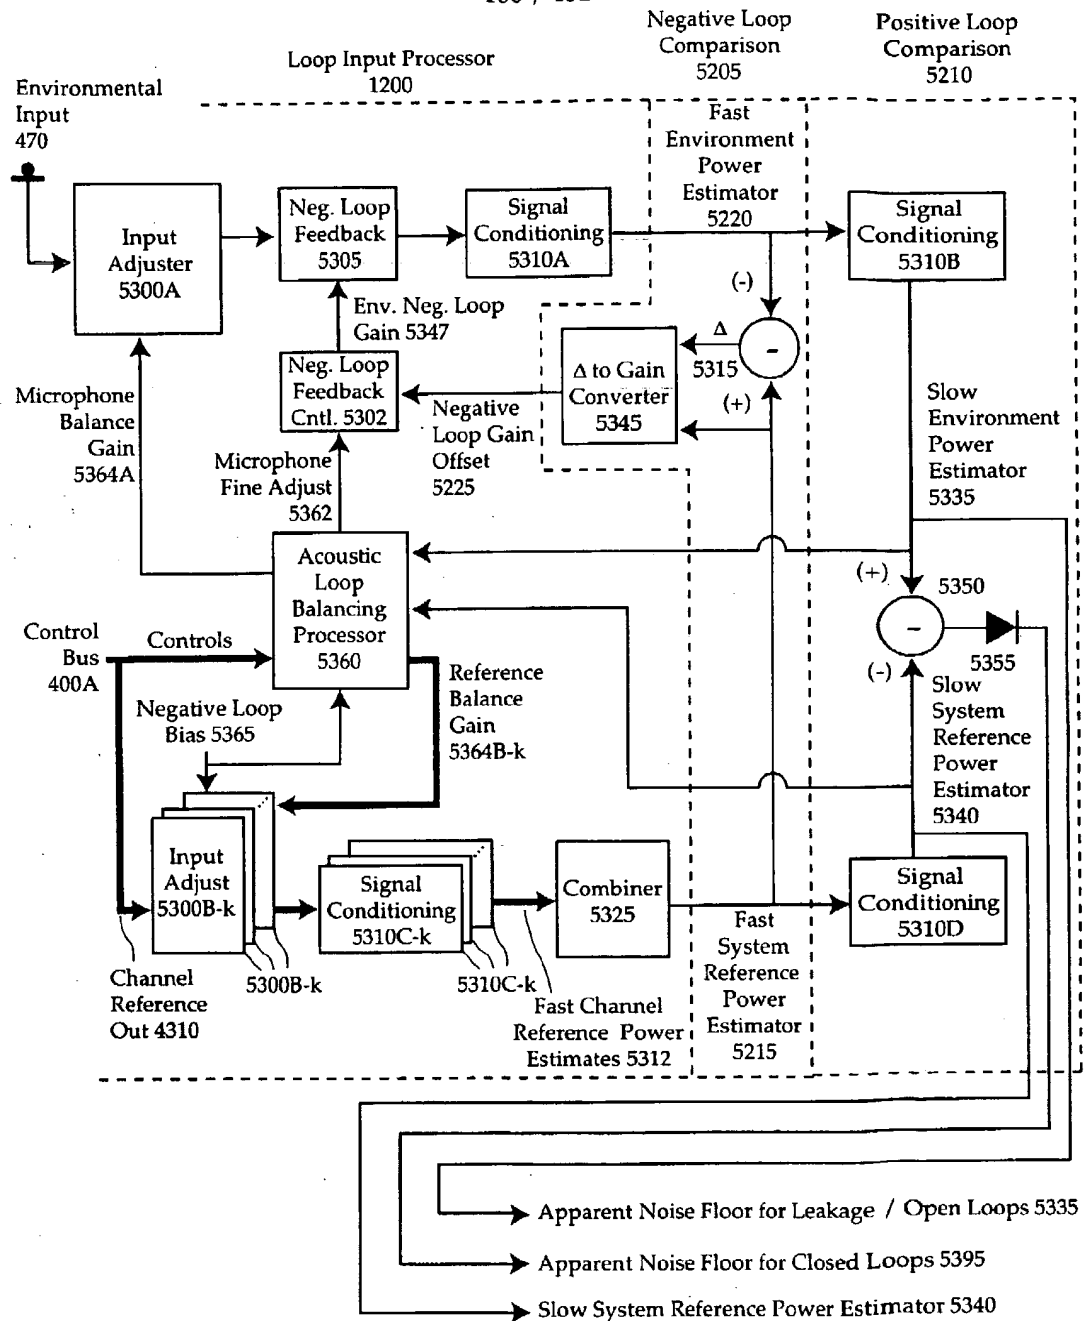 Negative Loop
Comparison
5205
Positive Loop
Comparison
5210
Loop Input Processor
1200
Environmental
Input
470
Fast
Environment
Power
Estimator
5220
Input
Adjuster
5300A
Neg. Loop
Feedback
5305
Signal
Conditioning
5310A
Signal
Conditioning
5310B
(-)
Env. Neg. Loop
Gain 5347
Δ
5315
-
(+)
Δ to Gain
Converter
5345
Neg. Loop
Feedback
Cntl. 5302
Microphone
Balance
Gain
5364A
Negative
Loop Gain
Offset
5225
Microphone
Fine Adjust
5362
Slow
Environment
Power
Estimator
5335
Acoustic
Loop
Balancing
Processor
5360
(+)
5350
-
5355
(-)
Control
Bus
400A
Controls
Reference
Balance
Gain
5364B-k
Negative Loop
Bias 5365
Slow
System
Reference
Power
Estimator
5340
Input
Adjust
5300B-k
Signal
Conditioning
5310C-k
Combiner
5325
Signal
Conditioning
5310D
5300B-k
5310C-k
Channel
Reference
Out 4310
Fast Channel
Reference Power
Estimates 5312
Fast
System
Reference
Power
Estimator
5215
Apparent Noise Floor for Leakage / Open Loops 5335
Apparent Noise Floor for Closed Loops 5395
Slow System Reference Power Estimator 5340